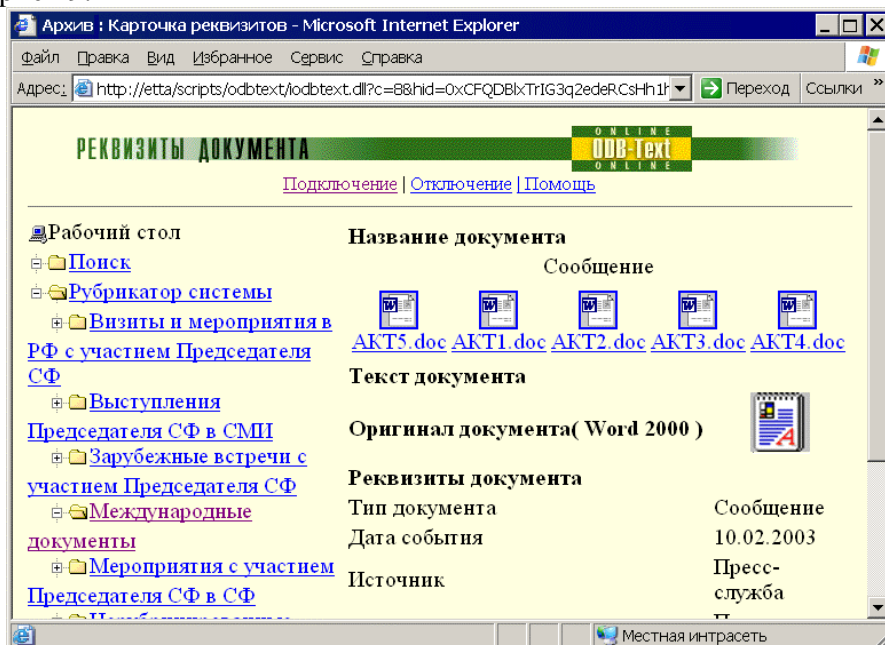 Архив : Карточка реквизитов - Microsoft Internet Explorer
Файл Правка Вид Избранное Сервис Справка
Адрес: http://etta/scripts/odbtext/iodbtext.dll?c=8&hid=0xCFQDBlxTrIG3q2edeRCsHh1h Переход Ссылки »
ONLINE
РЕКВИЗИТЫ ДОКУМЕНТА ODB-Text
ONLINE
Подключение | Отключение | Помощь
Рабочий стол
Поиск
Рубрикатор системы
Визиты и мероприятия в
РФ с участием Председателя
СФ
Выступления
Председателя СФ в СМИ
Зарубежные встречи с
участием Председателя СФ
Международные
документы
Мероприятия с участием
Председателя СФ в СФ
Название документа
Сообщение
АКТ5.doc АКТ1.doc АКТ2.doc АКТ3.doc АКТ4.doc
Текст документа
Оригинал документа( Word 2000 )
Реквизиты документа
Тип документа Сообщение
Дата события 10.02.2003
Источник Пресс-
служба
Местная интрасеть